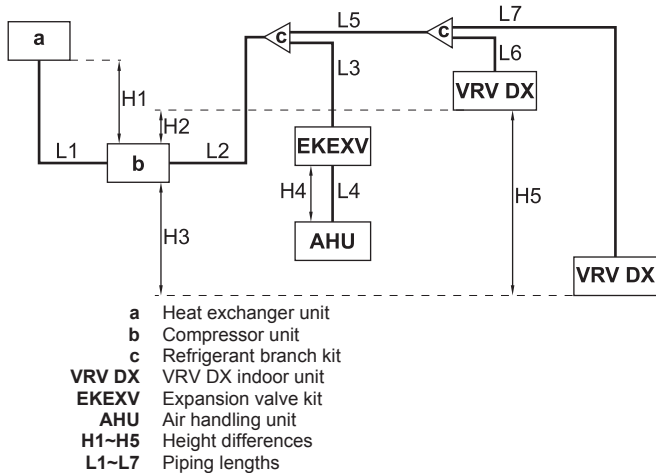 a
c
L5
c
L7
L3
L6
H1
VRV DX
H2
L1
b
L2
EKEXV
H4
L4
H5
H3
AHU
VRV DX
a Heat exchanger unit
b Compressor unit
c Refrigerant branch kit
VRV DX VRV DX indoor unit
EKEXV Expansion valve kit
AHU Air handling unit
H1~H5 Height differences
L1~L7 Piping lengths